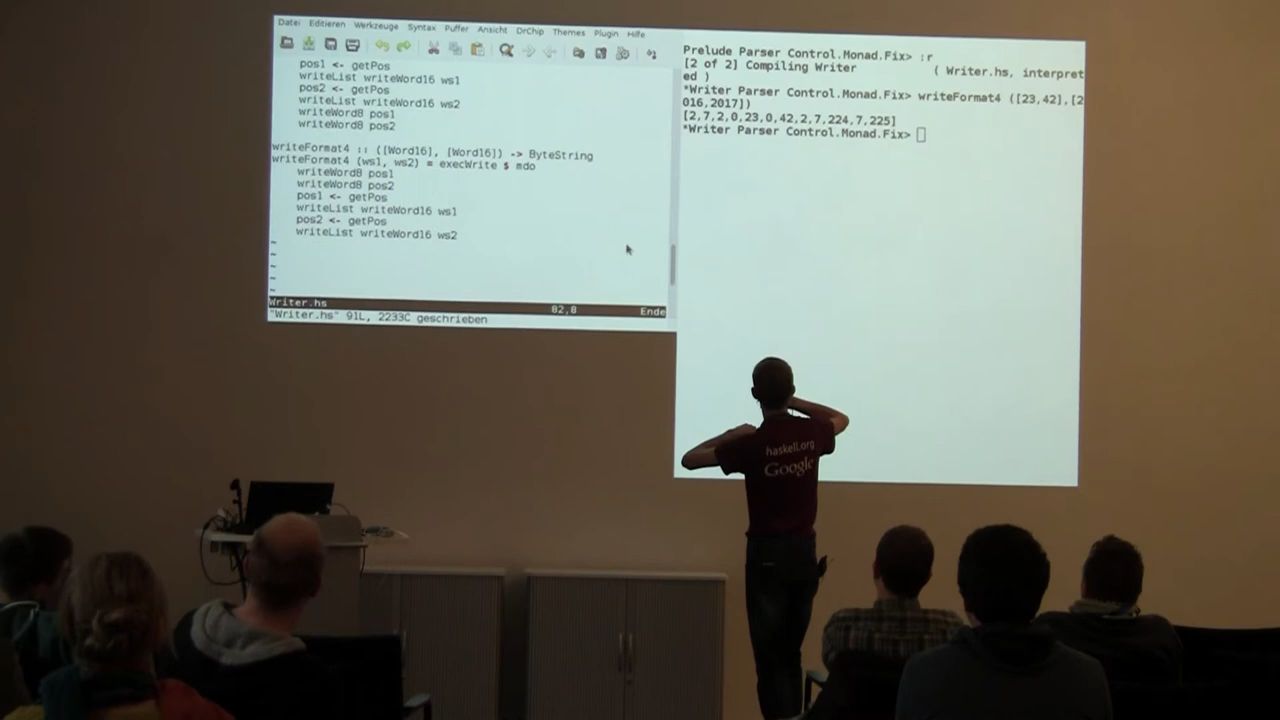 Datei Editieren Werkzeuge Syntax Puffer Ansicht DrChip Themes Plugin Hilfe
pos1 <- getPos
writeList writeWord16 ws1
pos2 <- getPos
writeList writeWord16 ws2
writeWord8 pos1
writeWord8 pos2
writeFormat4 :: ([Word16], [Word16]) -> ByteString
writeFormat4 (ws1, ws2) = execWrite $ mdo
writeWord8 pos1
writeWord8 pos2
pos1 <- getPos
writeList writeWord16 ws1
pos2 <- getPos
writeList writeWord16 ws2
~
~
~
~
~
Writer.hs 82,8 Ende
"Writer.hs" 91L, 2233C geschrieben
Prelude Parser Control.Monad.Fix> :r
[2 of 2] Compiling Writer ( Writer.hs, interpret
ed )
*Writer Parser Control.Monad.Fix> writeFormat4 ([23,42],[2
016,2017])
[2,7,2,0,23,0,42,2,7,224,7,225]
*Writer Parser Control.Monad.Fix>
haskell.org
Google